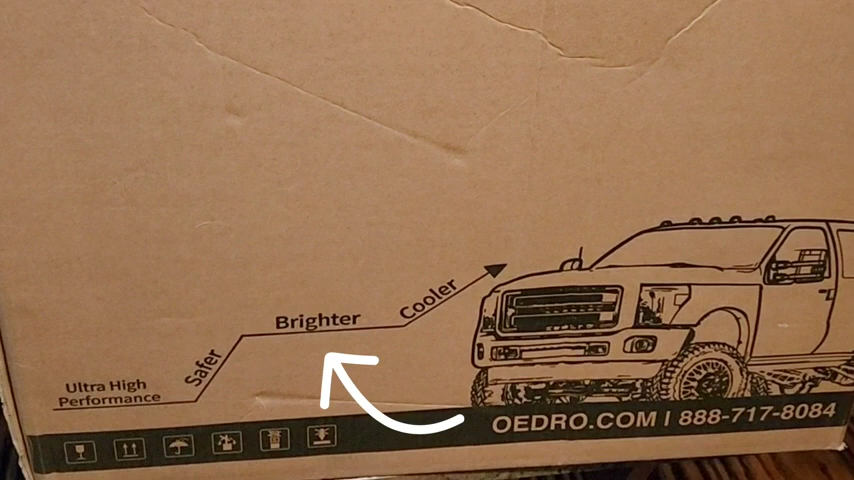 Ultra High
Performance
Safer
Brighter
Cooler
OEDRO.COM | 888-717-8084